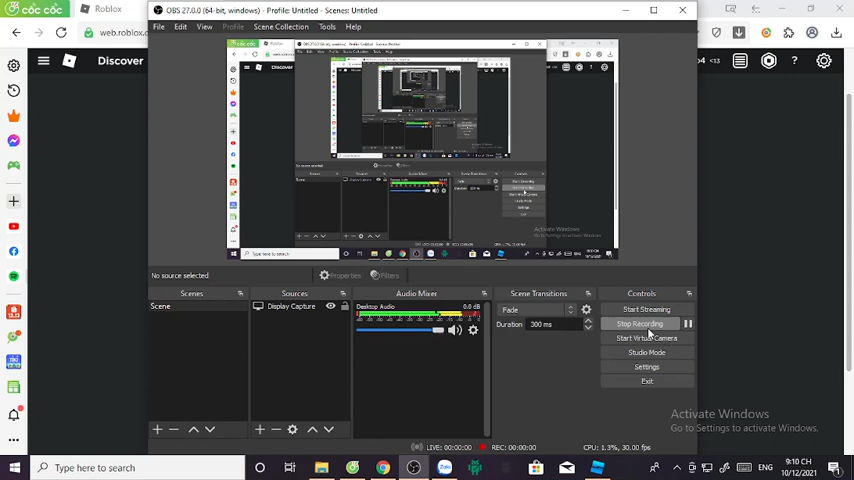 cốc cốc
Roblox
OBS 27.0.0 (64-bit, windows) - Profile: Untitled - Scenes: Untitled
File Edit View Profile Scene Collection Tools Help
web.roblox.c
Discover
o4 <13
?
No source selected
Properties
Filters
Scenes
Sources
Audio Mixer
Scene Transitions
Controls
Scene
Display Capture
Desktop Audio
0.0 dB
Fade
Duration 300 ms
Start Streaming
Stop Recording
Start Virtual Camera
Studio Mode
Settings
Exit
Activate Windows
Go to Settings to activate Windows.
LIVE: 00:00:00
REC: 00:00:00
CPU: 1.3%, 30.00 fps
Type here to search
Zalo
ENG
9:10 CH
10/12/2021